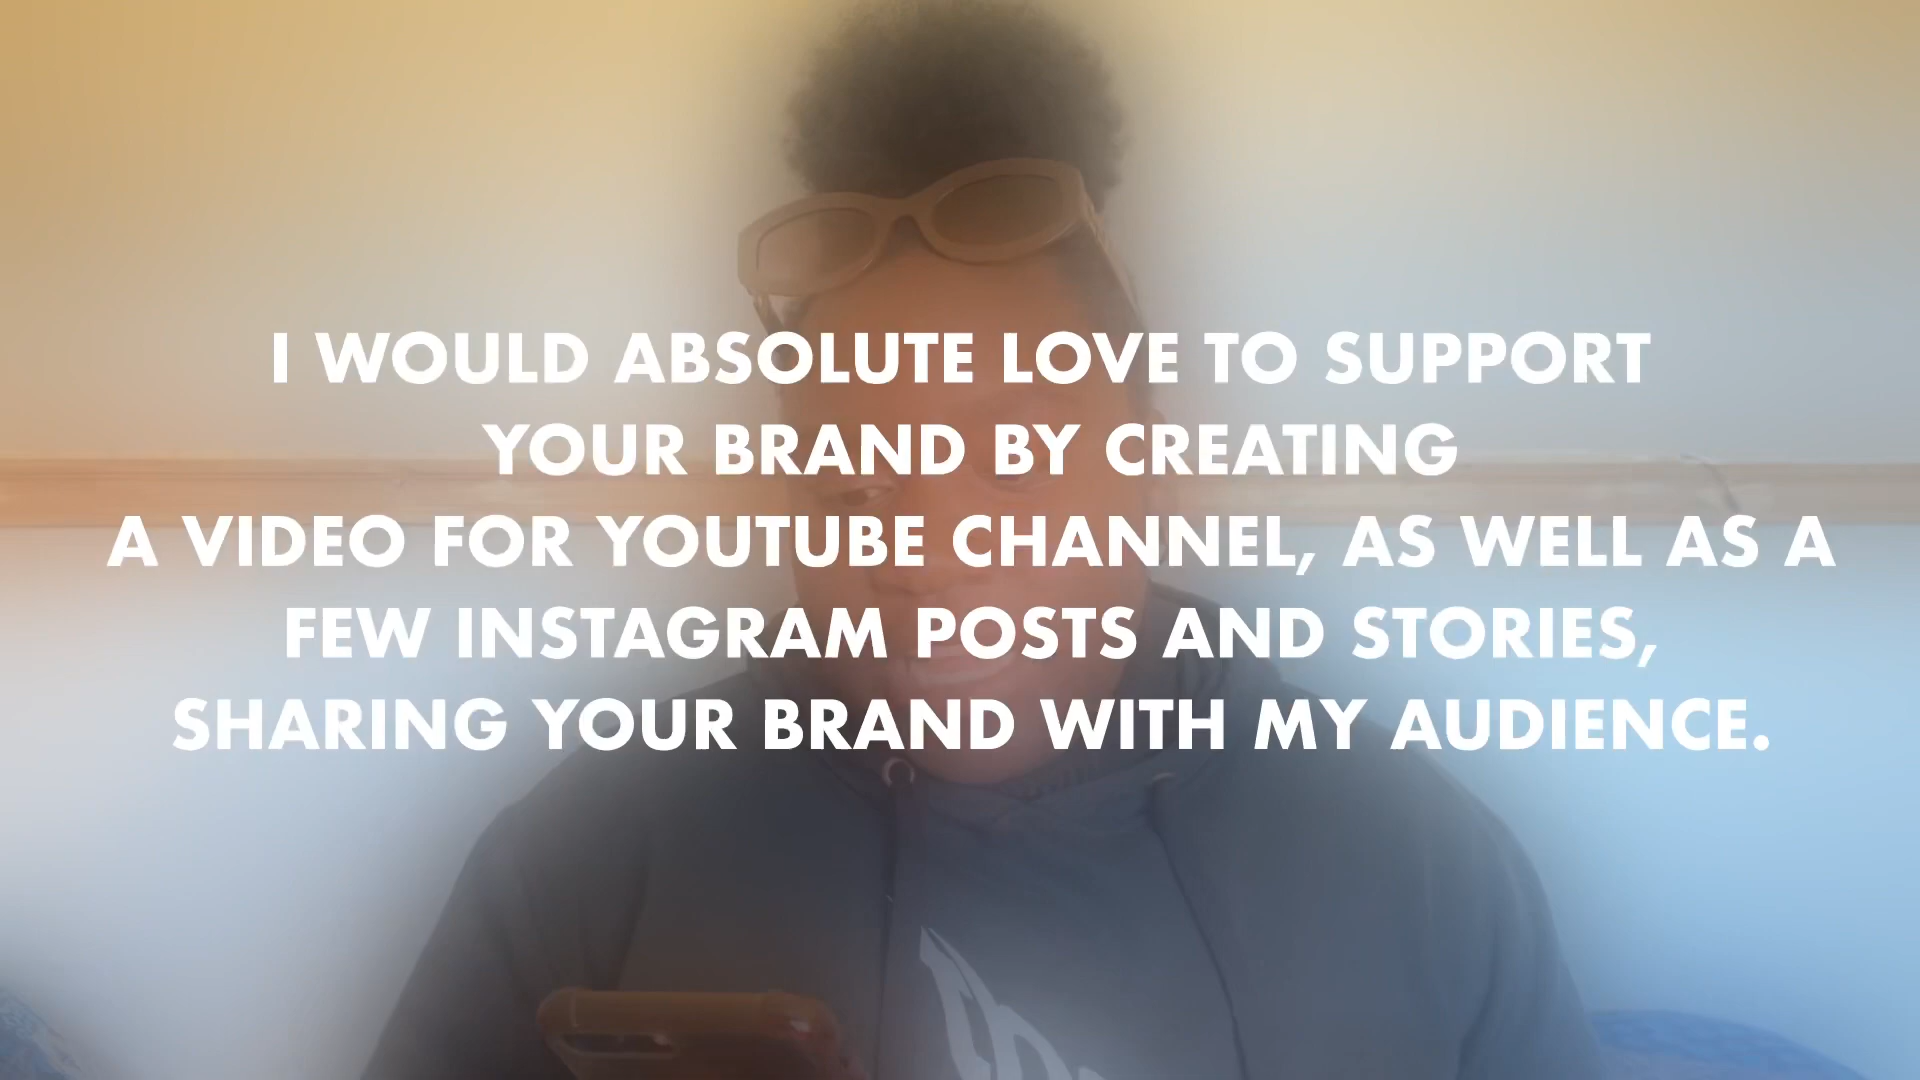 I WOULD ABSOLUTE LOVE TO SUPPORT
YOUR BRAND BY CREATING
A VIDEO FOR YOUTUBE CHANNEL, AS WELL AS A
FEW INSTAGRAM POSTS AND STORIES,
SHARING YOUR BRAND WITH MY AUDIENCE.